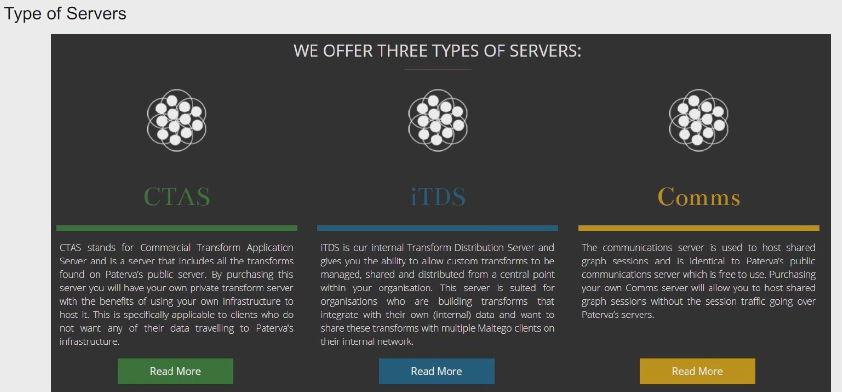 Type of Servers
WE OFFER THREE TYPES OF SERVERS:
CTAS
CTAS stands for Commercial Transform Application
Server and is a server that includes all the transforms
found on Paterva's public server. By purchasing this
server you will have your own private transform server
with the benefits of using your own infrastructure to
host it. This is specifically applicable to clients who do
not want any of their data travelling to Paterva's
infrastructure.
Read More
iTDS
iTDS is our internal Transform Distribution Server and
gives you the ability to allow custom transforms to be
managed, shared and distributed from a central point
within your organisation. This server is suited for
organisations who are building transforms that
integrate with their own (internal) data and want to
share these transforms with multiple Maltego clients on
their internal network.
Read More
Comms
The communications server is used to host shared
graph sessions and is identical to Paterva's public
communications server which is free to use. Purchasing
your own Comms server will allow you to host shared
graph sessions without the session traffic going over
Paterva's servers.
Read More